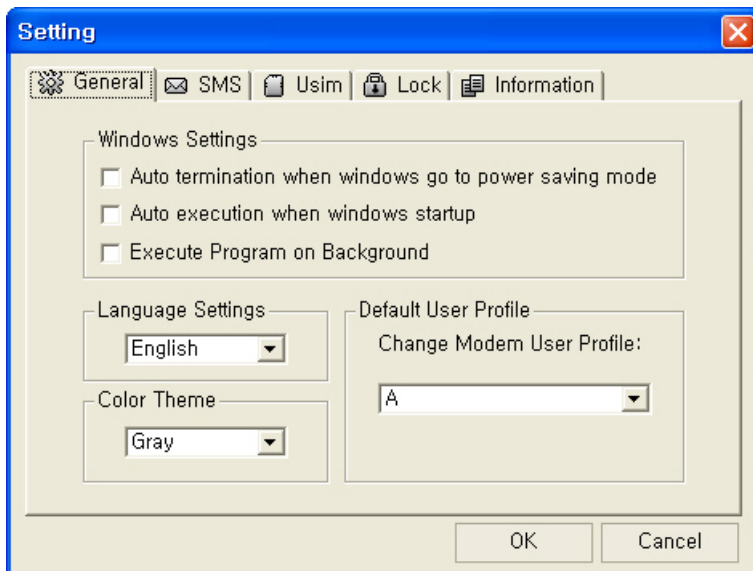 Setting
General SMS Usim Lock Information
Windows Settings
Auto termination when windows go to power saving mode
Auto execution when windows startup
Execute Program on Background
Language Settings
English
Color Theme
Gray
Default User Profile
Change Modem User Profile:
A
OK Cancel